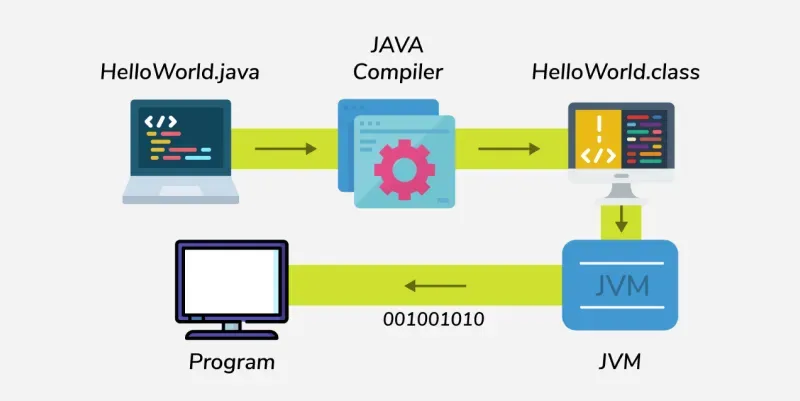 JAVA
HelloWorld.java
Compiler
HelloWorld.class
</>
!
</>
JVM
001001010
Program
JVM